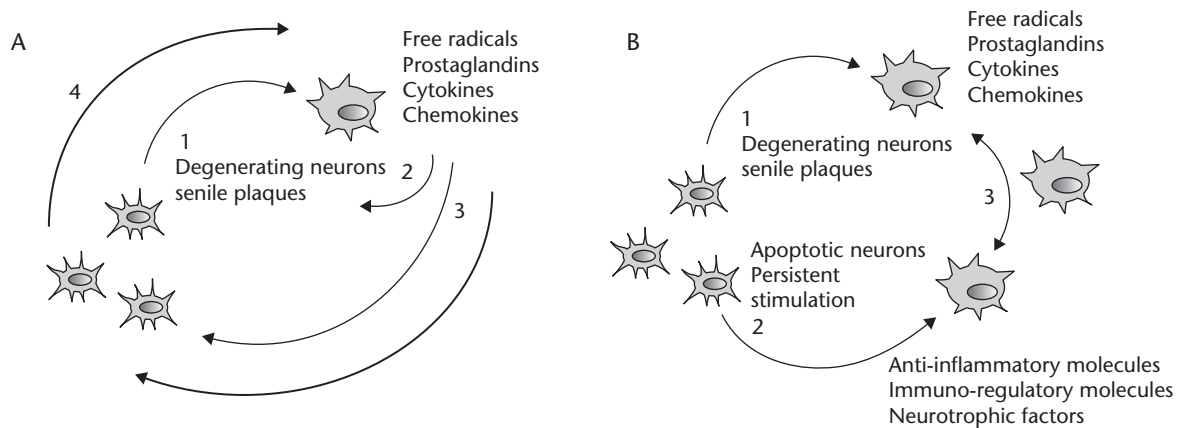 A
4
Free radicals
Prostaglandins
Cytokines
Chemokines
1
Degenerating neurons
senile plaques
2
3
B
Free radicals
Prostaglandins
Cytokines
Chemokines
1
Degenerating neurons
senile plaques
3
Apoptotic neurons
Persistent
stimulation
2
Anti-inflammatory molecules
Immuno-regulatory molecules
Neurotrophic factors